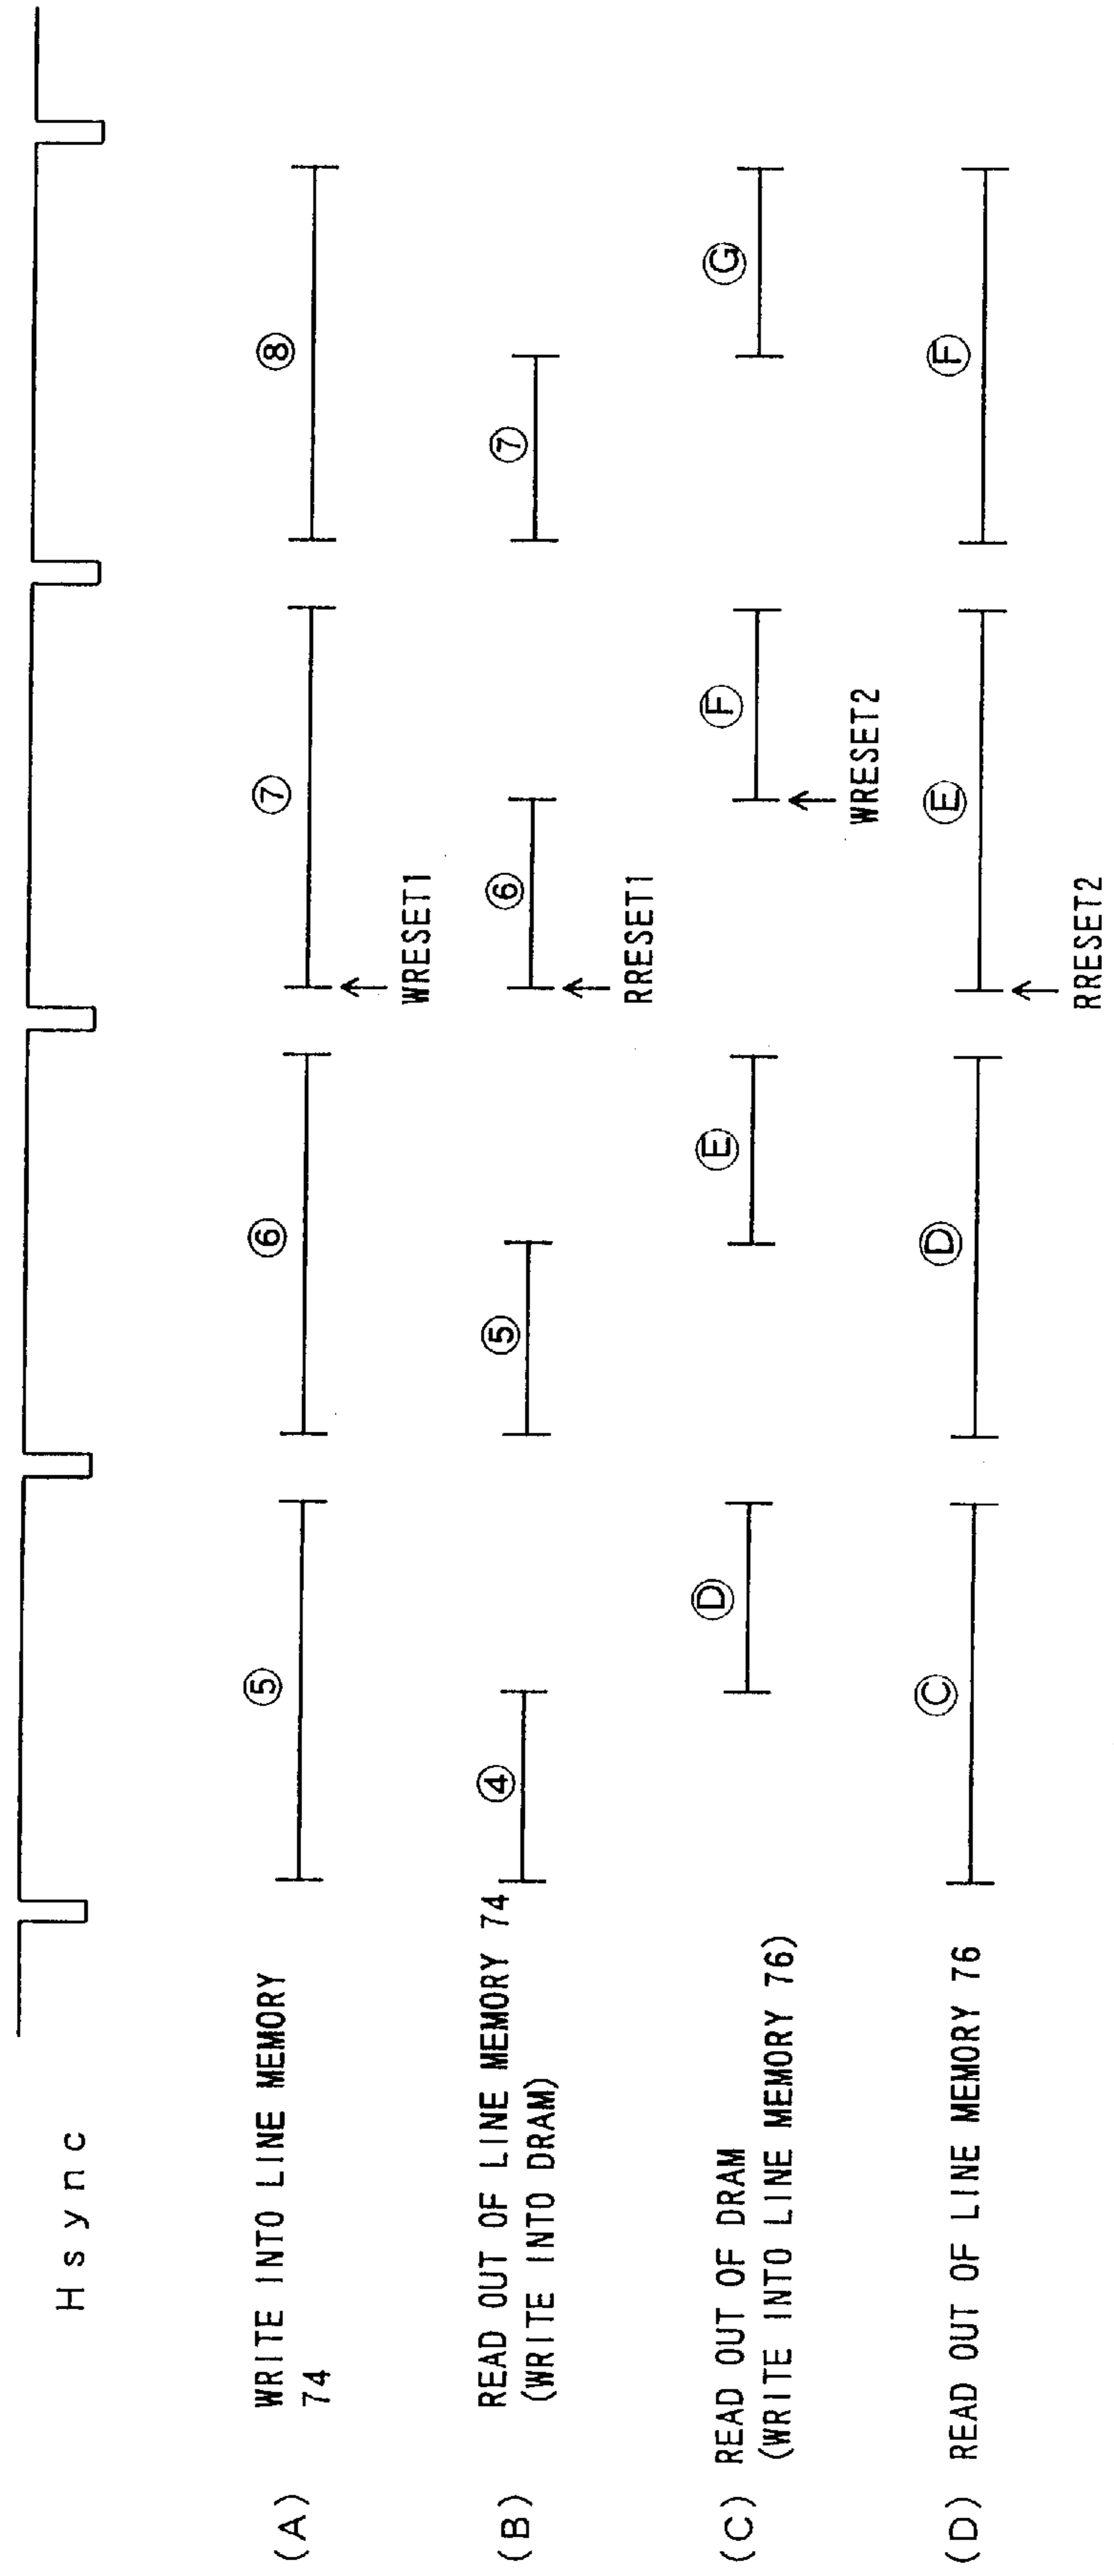 Hsync
(A) WRITE INTO LINE MEMORY
74
⑤ ⑥ ⑦ ⑧
WRESET1
(B) READ OUT OF LINE MEMORY 74
(WRITE INTO DRAM)
④ ⑤ ⑥ ⑦
RRESET1
(C) READ OUT OF DRAM
(WRITE INTO LINE MEMORY 76)
Ⓓ Ⓔ Ⓕ Ⓖ
WRESET2
(D) READ OUT OF LINE MEMORY 76
Ⓒ Ⓓ Ⓔ Ⓕ
RRESET2